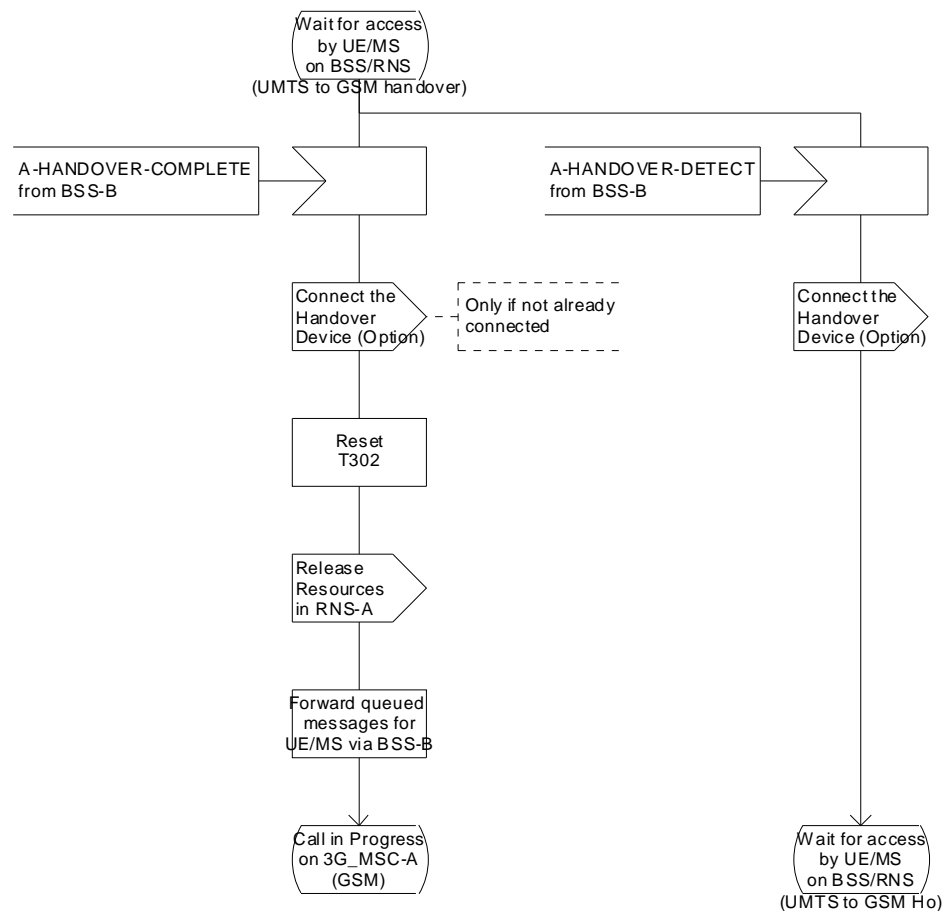 Wait for access
by UE/MS
on BSS/RNS
(UMTS to GSM handover)
A-HANDOVER-COMPLETE
from BSS-B
A-HANDOVER-DETECT
from BSS-B
Connect the
Handover
Device (Option)
Only if not already
connected
Connect the
Handover
Device (Option)
Reset
T302
Release
Resources
in RNS-A
Forward queued
messages for
UE/MS via BSS-B
Call in Progress
on 3G_MSC-A
(GSM)
Wait for access
by UE/MS
on BSS/RNS
(UMTS to GSM Ho)